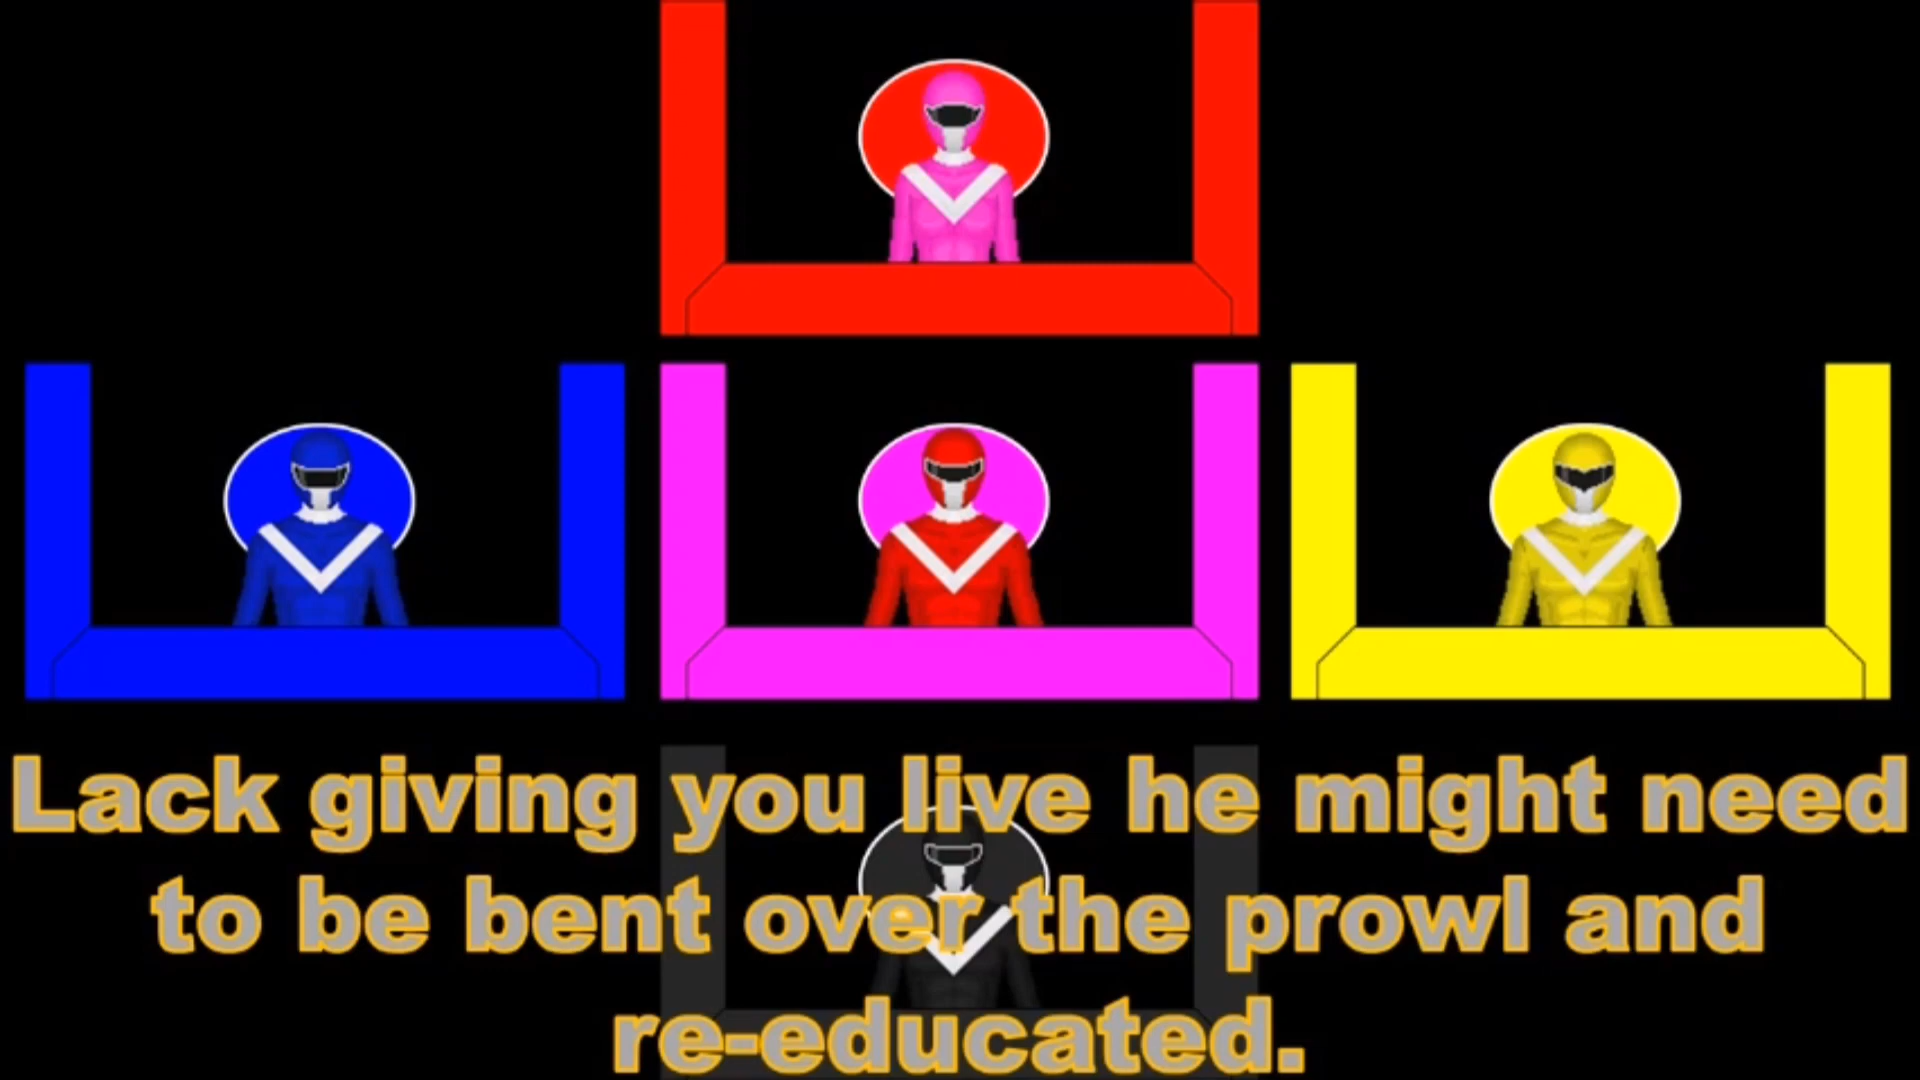 Lack giving you live he might need
to be bent over the prowl and
re-educated.